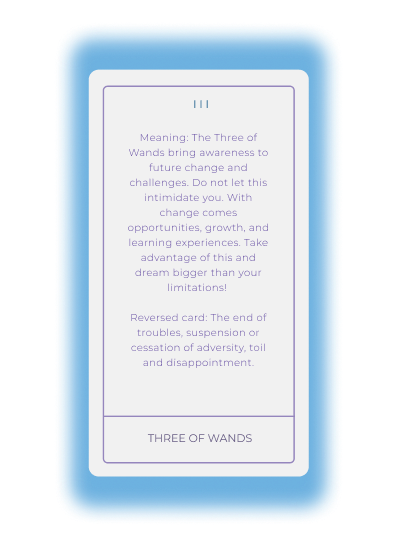 III
Meaning: The Three of
Wands bring awareness to
future change and
challenges. Do not let this
intimidate you. With
change comes
opportunities, growth, and
learning experiences. Take
advantage of this and
dream bigger than your
limitations!
Reversed card: The end of
troubles, suspension or
cessation of adversity, toil
and disappointment.
THREE OF WANDS